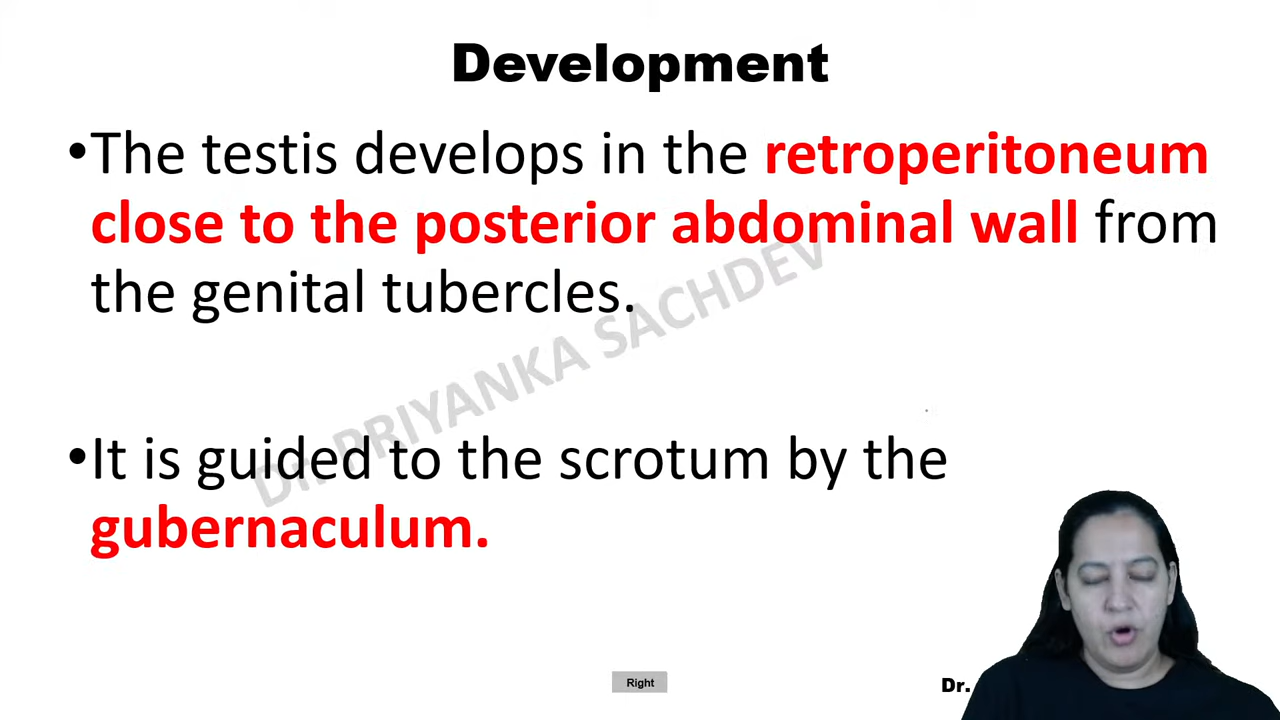 Development
•The testis develops in the retroperitoneum
close to the posterior abdominal wall from
the genital tubercles.
Dr. PRIYANKA SACHDEV
•It is guided to the scrotum by the
gubernaculum.
Right
Dr.